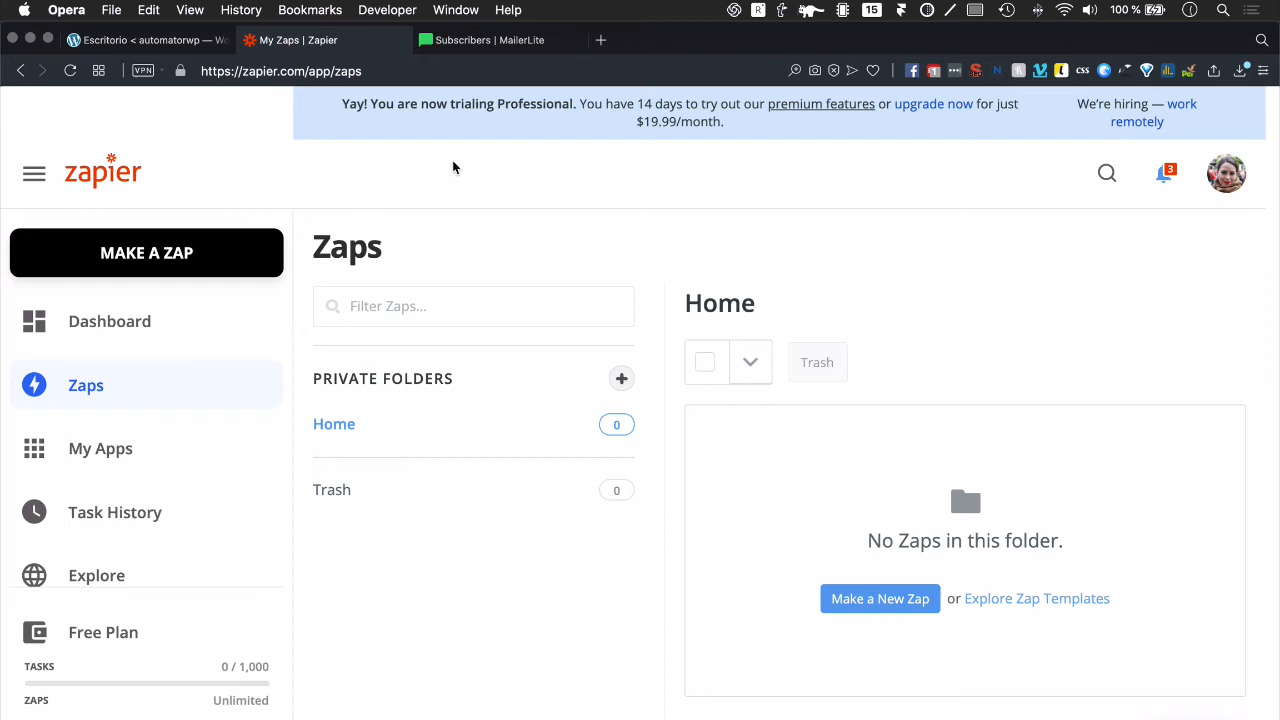 Opera File Edit View History Bookmarks Developer Window Help 15 100 %
Escritorio < automatorwp — Wo
My Zaps | Zapier
Subscribers | MailerLite
VPN https://zapier.com/app/zaps
Yay! You are now trialing Professional. You have 14 days to try out our premium features or upgrade now for just
$19.99/month.
We're hiring — work
remotely
zapier
3
MAKE A ZAP
Dashboard
Zaps
My Apps
Task History
Explore
Free Plan
TASKS 0 / 1,000
ZAPS Unlimited
Zaps
Filter Zaps...
PRIVATE FOLDERS
Home 0
Trash 0
Home
Trash
No Zaps in this folder.
Make a New Zap or Explore Zap Templates